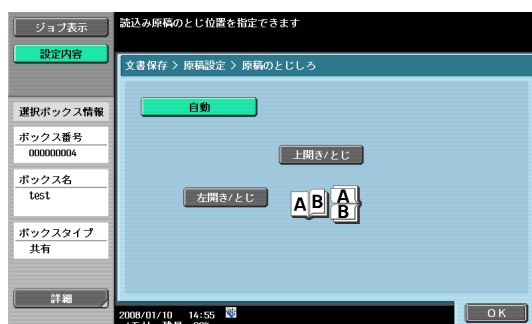 ジョブ表示
設定内容
選択ボックス情報
ボックス番号
000000004
ボックス名
test
ボックスタイプ
共有
詳細
読込み原稿のとじ位置を指定できます
文書保存 > 原稿設定 > 原稿のとじしろ
自動
上開き/とじ
左開き/とじ
A B
A
B
2008/01/10 14:55
OK